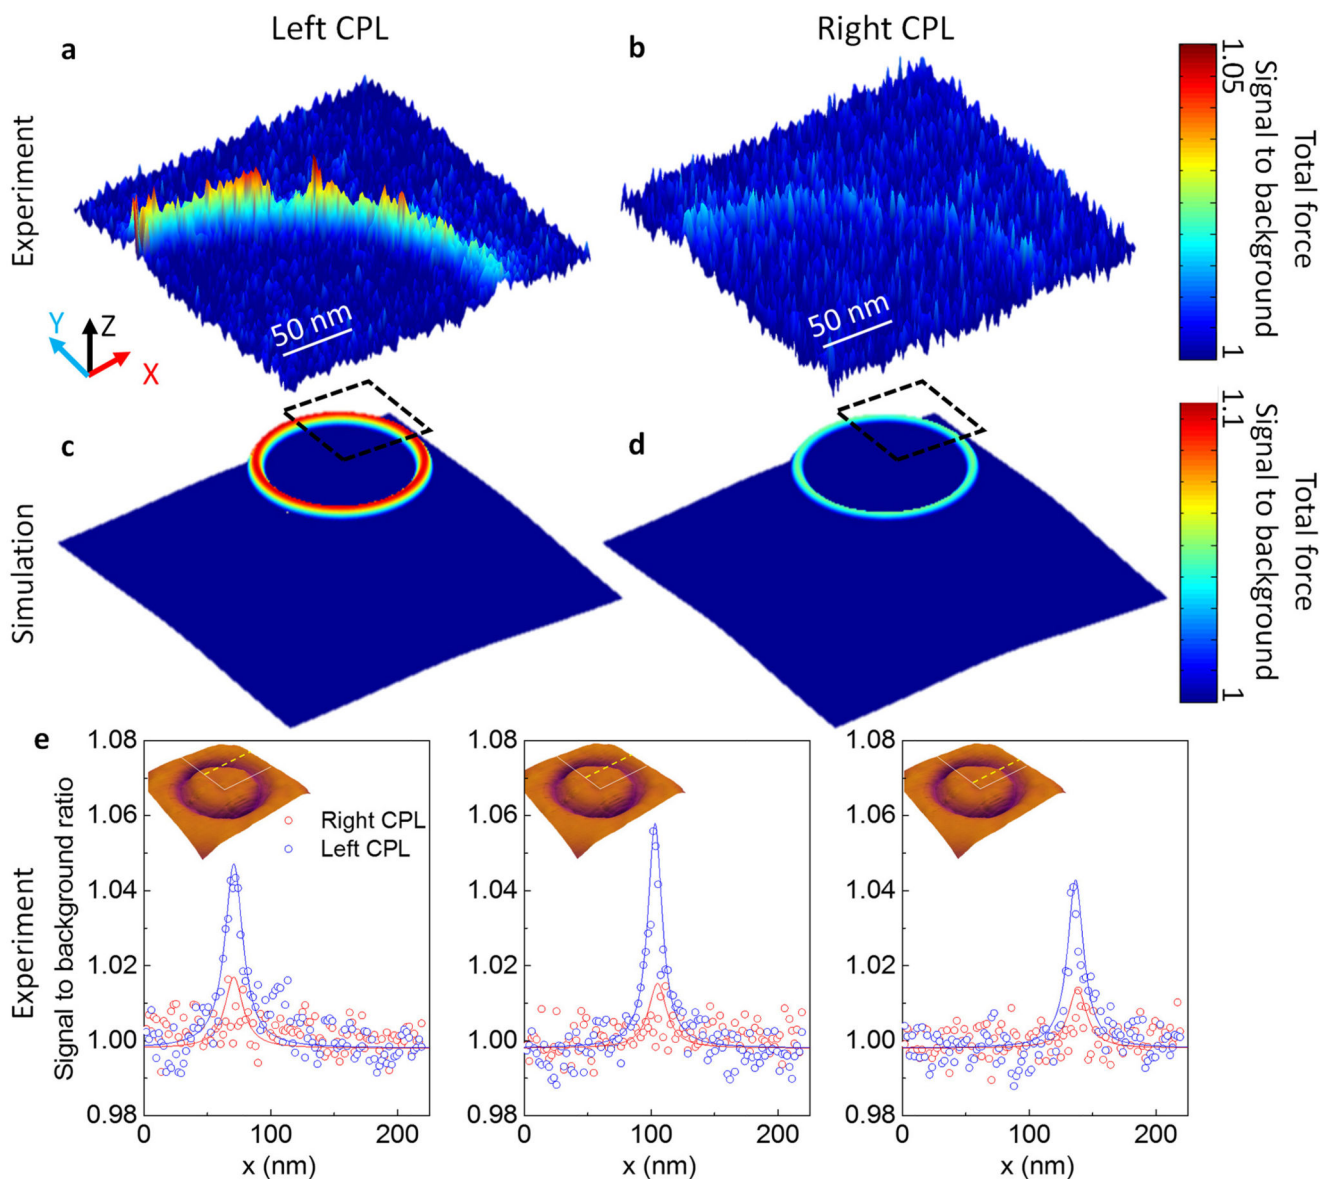 Left CPL
Right CPL
a
b
Experiment
50 nm
50 nm
Y
Z
X
1.05
1
Signal to background
Total force
c
d
Simulation
1.1
1
Signal to background
Total force
e
Experiment
Signal to background ratio
1.08
1.06
1.04
1.02
1.00
0.98
Right CPL
Left CPL
0
100
200
x (nm)
1.08
1.06
1.04
1.02
1.00
0.98
0
100
200
x (nm)
1.08
1.06
1.04
1.02
1.00
0.98
0
100
200
x (nm)